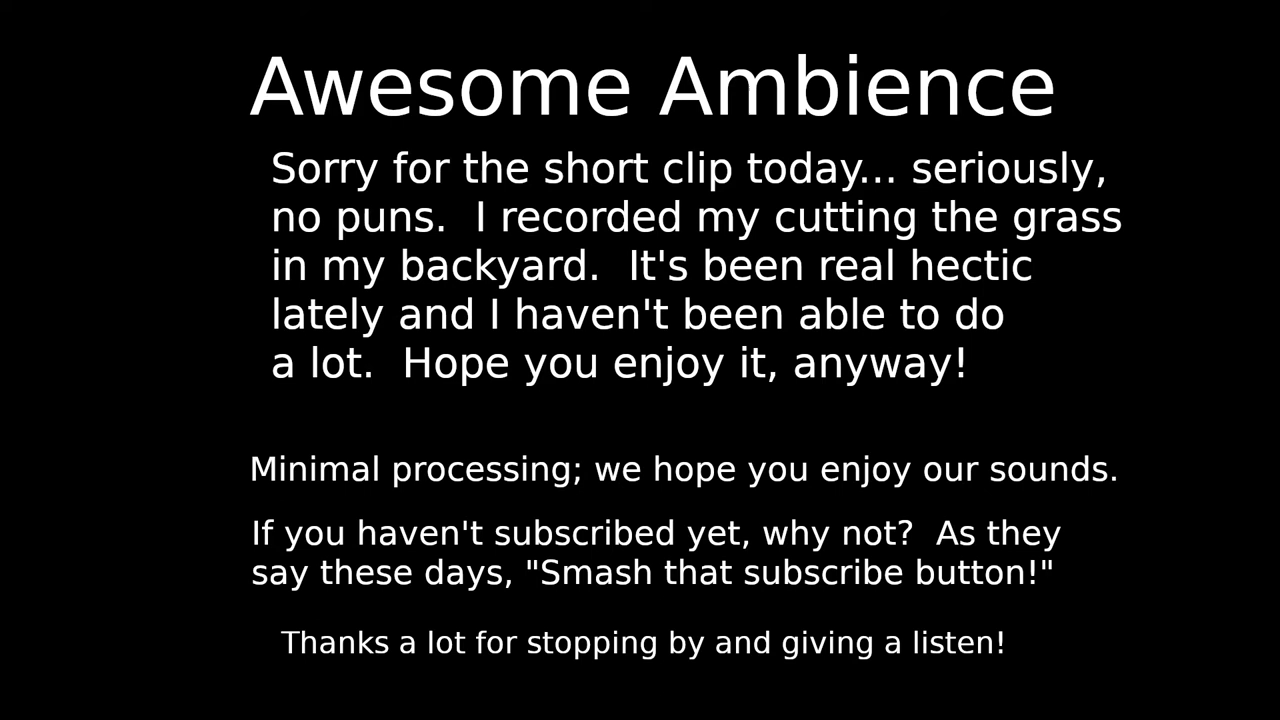 Awesome Ambience
Sorry for the short clip today... seriously,
no puns.  I recorded my cutting the grass
in my backyard.  It's been real hectic
lately and I haven't been able to do
a lot.  Hope you enjoy it, anyway!
Minimal processing; we hope you enjoy our sounds.
If you haven't subscribed yet, why not?  As they
say these days, "Smash that subscribe button!"
Thanks a lot for stopping by and giving a listen!